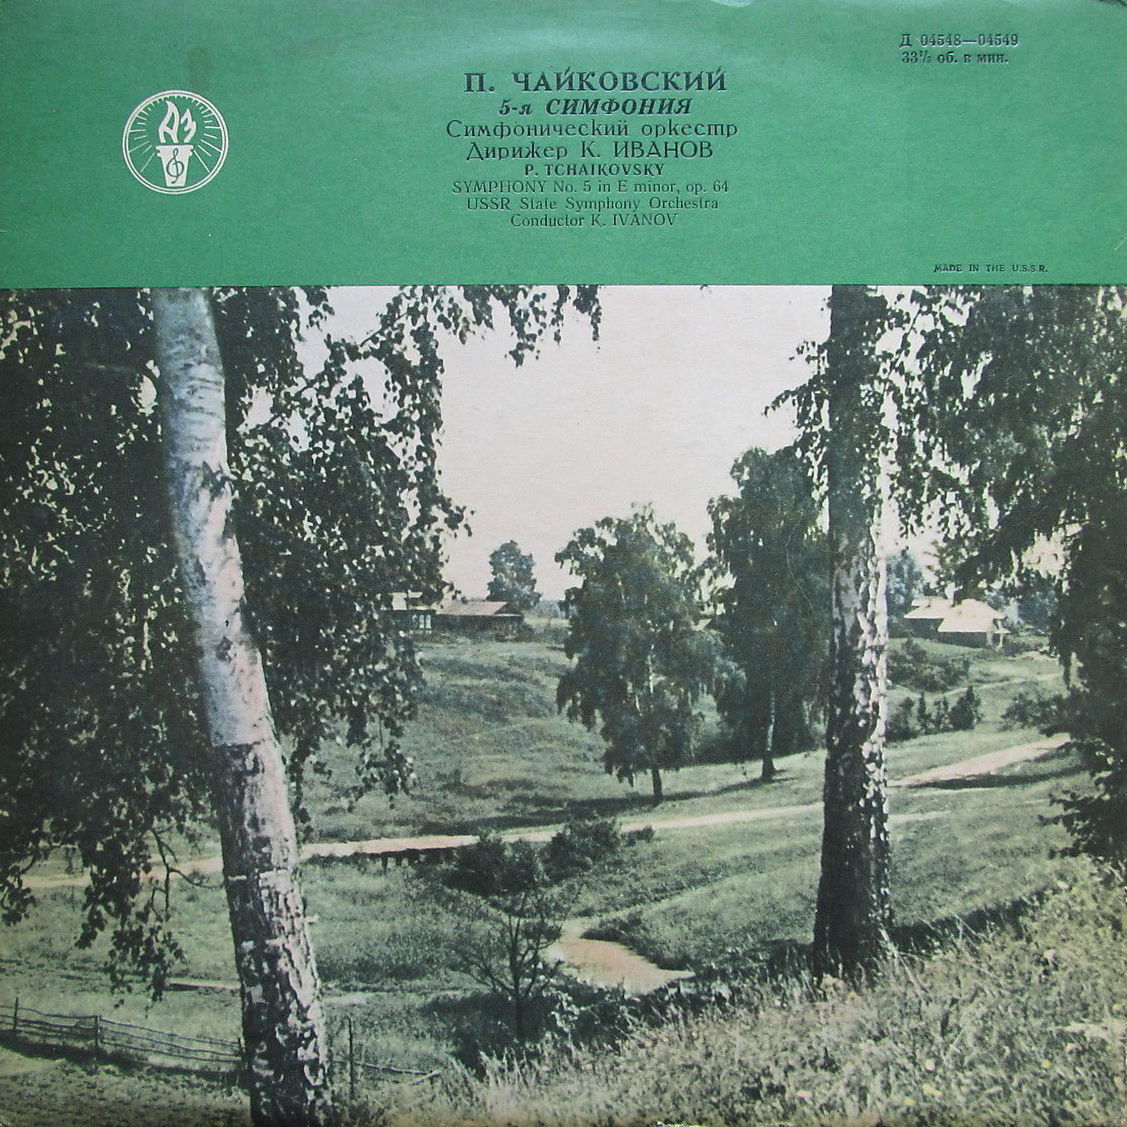 Д 04548—04549
33⅓ об. в мин.
П. ЧАЙКОВСКИЙ
5-я СИМФОНИЯ
Симфонический оркестр
Дирижер К. ИВАНОВ
P. TCHAIKOVSKY
SYMPHONY No. 5 in E minor, op. 64
USSR State Symphony Orchestra
Conductor K. IVANOV
АЗ
MADE IN THE U.S.S.R.